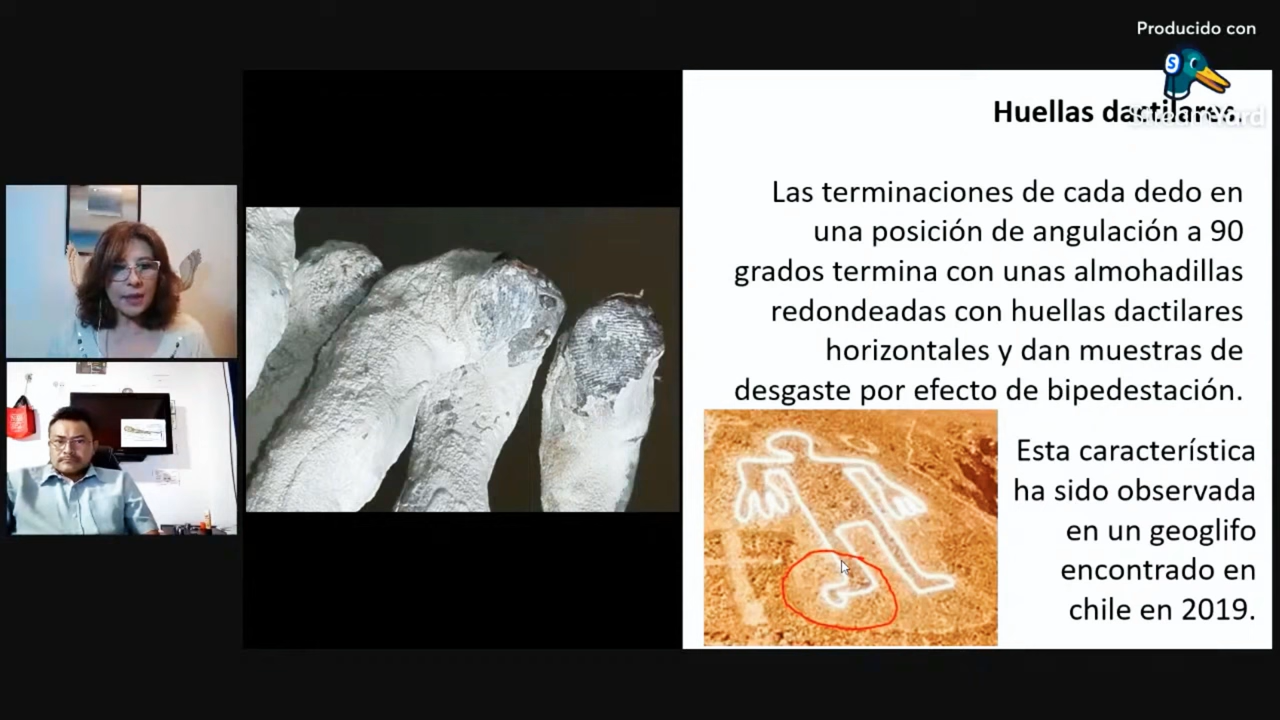 Producido con
StreamYard
Huellas dactilares.
Las terminaciones de cada dedo en
una posición de angulación a 90
grados termina con unas almohadillas
redondeadas con huellas dactilares
horizontales y dan muestras de
desgaste por efecto de bipedestación.
Esta característica
ha sido observada
en un geoglifo
encontrado en
chile en 2019.